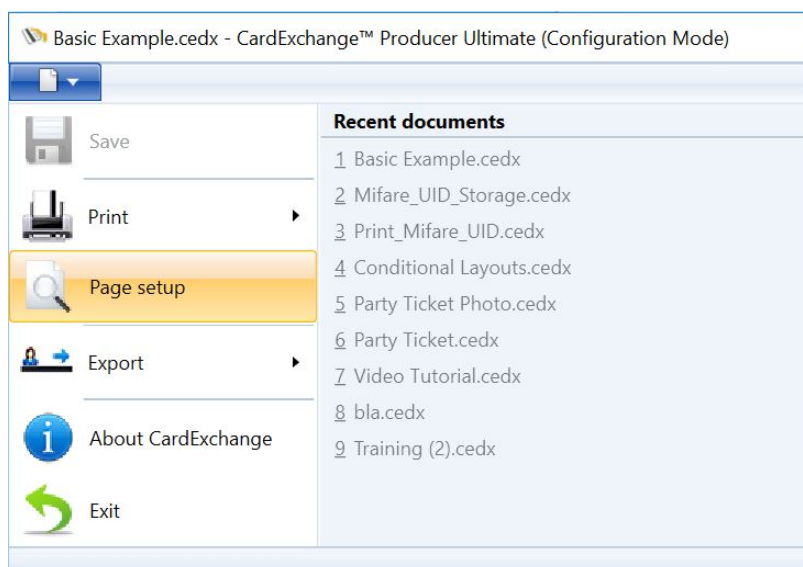 Basic Example.cedx - CardExchange™ Producer Ultimate (Configuration Mode)
Save
Print
Page setup
Export
About CardExchange
Exit
Recent documents
1 Basic Example.cedx
2 Mifare_UID_Storage.cedx
3 Print_Mifare_UID.cedx
4 Conditional Layouts.cedx
5 Party Ticket Photo.cedx
6 Party Ticket.cedx
7 Video Tutorial.cedx
8 bla.cedx
9 Training (2).cedx